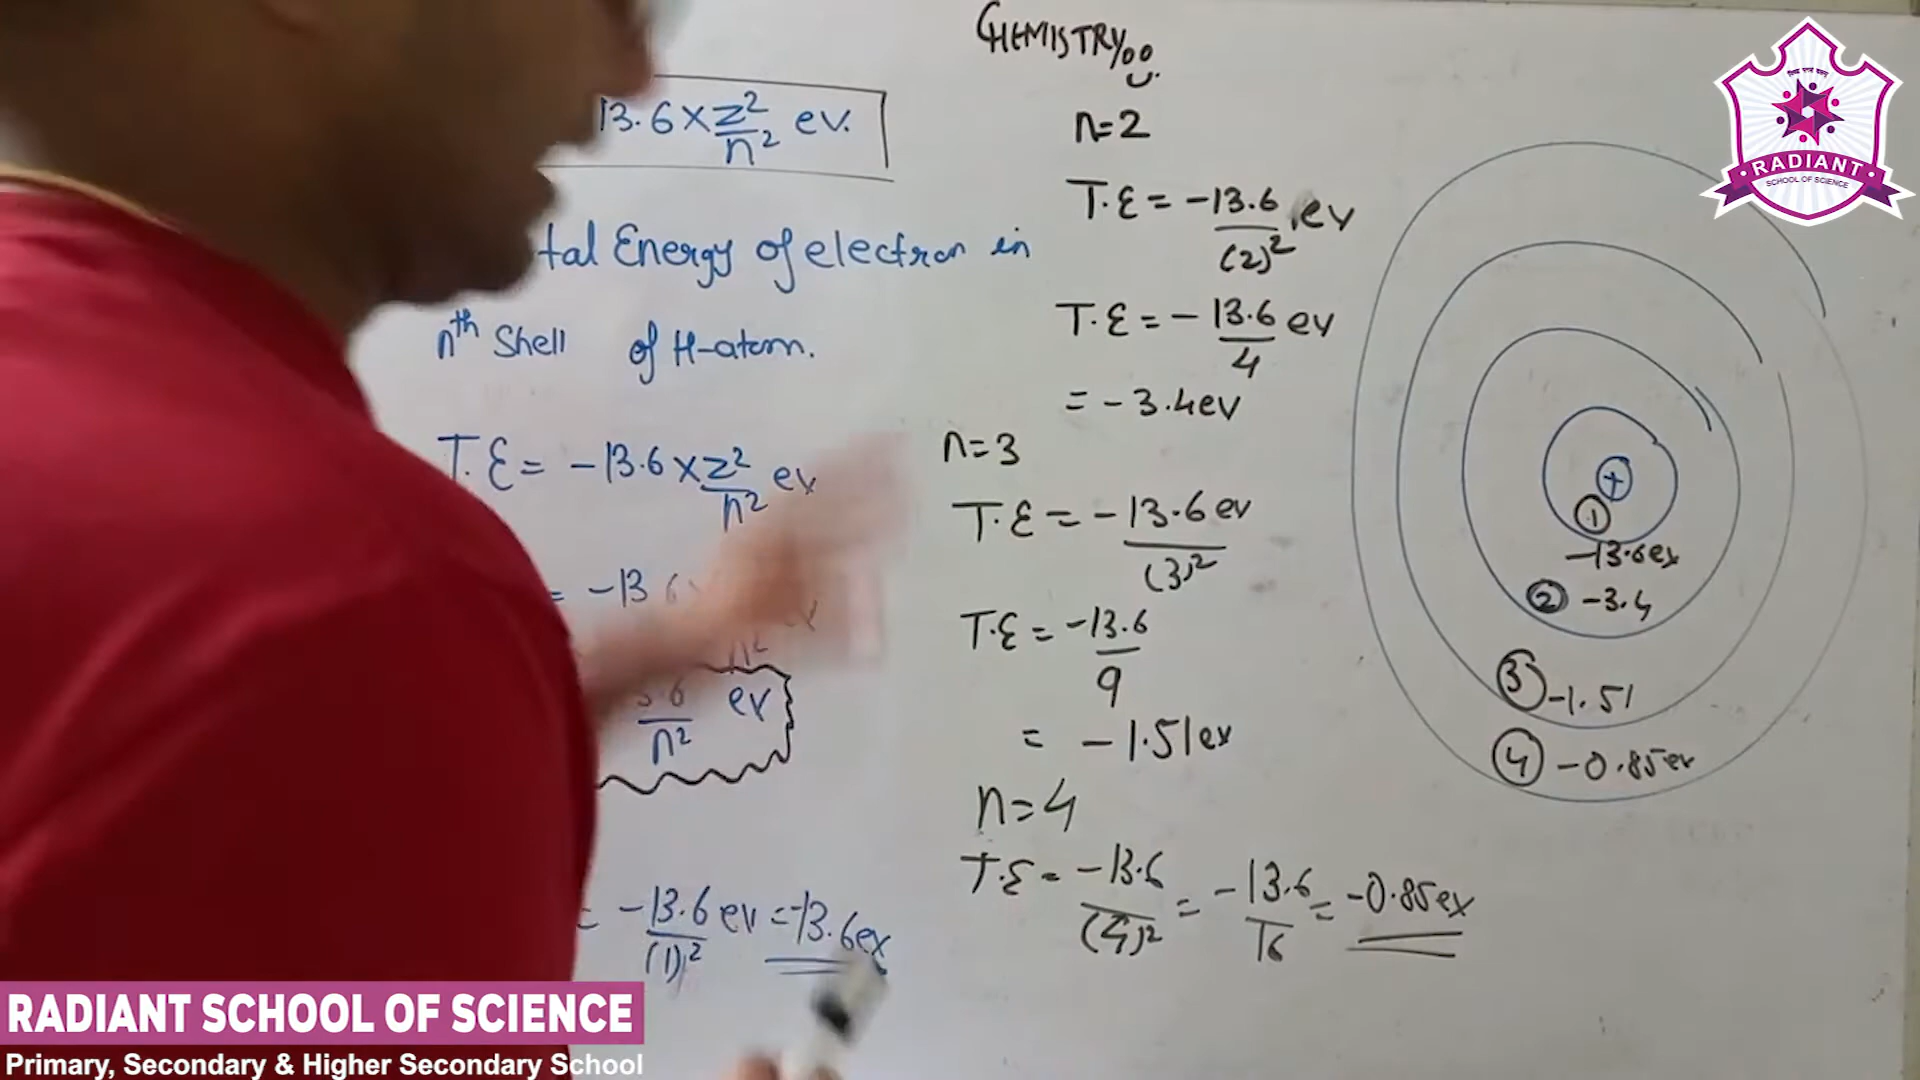 CHEMISTRY
13.6 × z²/n² ev.
tal Energy of electron in
nth Shell of H-atom.
T.E = -13.6 × z²/n² ev
= -13.6
n²
ev
n²
= -13.6 ev/(1)² = -13.6ev
n=2
T.E = -13.6/(2)² ev
T.E = -13.6/4 ev
= -3.4ev
n=3
T.E = -13.6ev/(3)²
T.E = -13.6/9
= -1.51ev
n=4
T.E = -13.6/(4)² = -13.6/16 = -0.85ev
+
1
-13.6ev
2 -3.4
3 -1.51
4 -0.85ev
RADIANT
SCHOOL OF SCIENCE
RADIANT SCHOOL OF SCIENCE
Primary, Secondary & Higher Secondary School